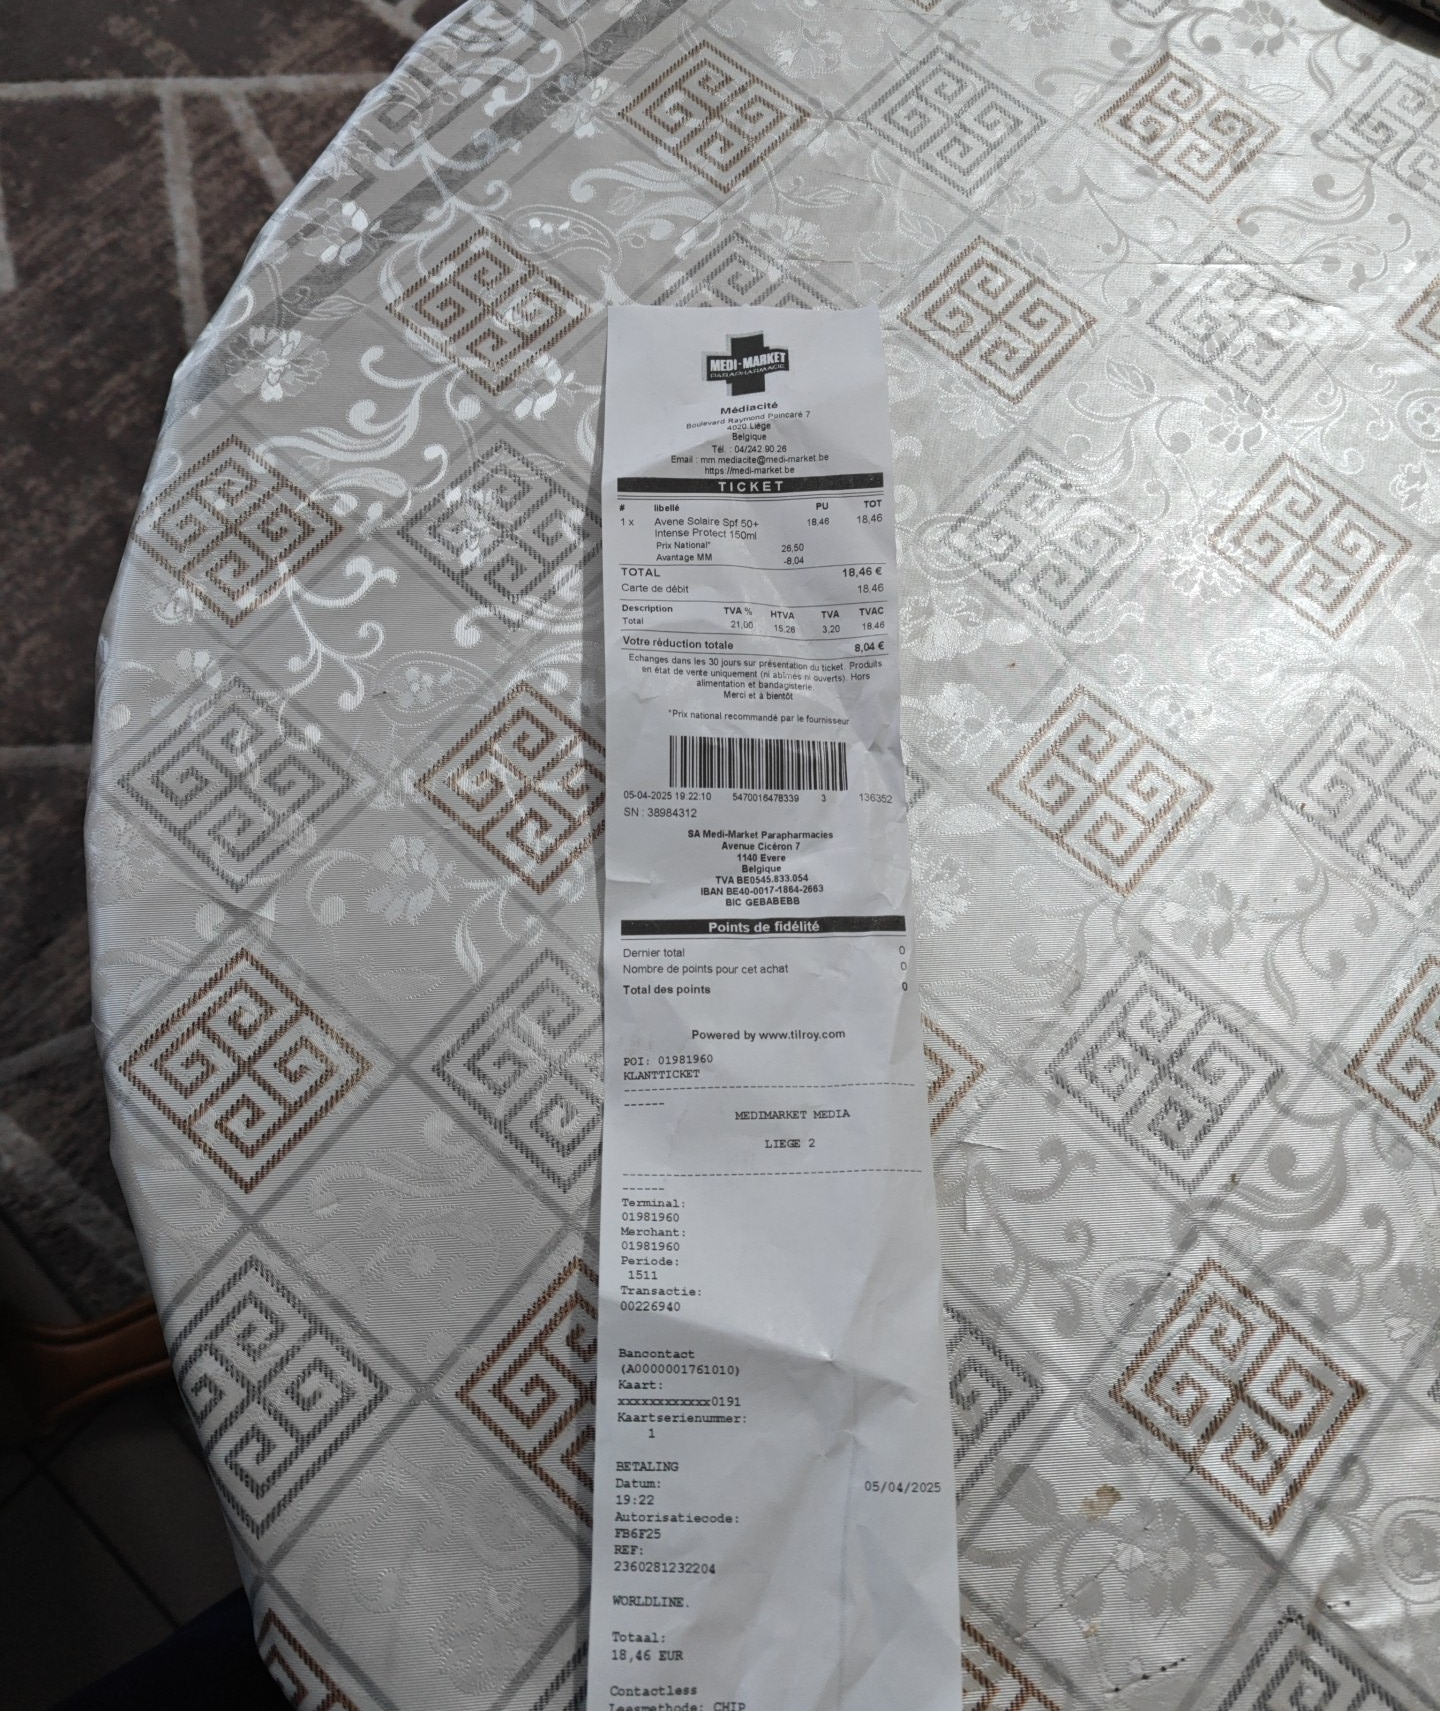 MEDI-MARKET
PARAPHARMACIE
Médiacité
Boulevard Raymond Poincaré 7
4020 Liège
Belgique
Tél. : 04/242.90.26
Email : mm.mediacite@medi-market.be
https://medi-market.be
TICKET
# libellé PU TOT
1 x Avene Solaire Spf 50+ 18,46 18,46
Intense Protect 150ml
Prix National* 26,50
Avantage MM -8,04
TOTAL 18,46 €
Carte de débit 18,46
Description TVA % HTVA TVA TVAC
Total 21,00 15,26 3,20 18,46
Votre réduction totale 8,04 €
Echanges dans les 30 jours sur présentation du ticket. Produits
en état de vente uniquement (ni abîmés ni ouverts). Hors
alimentation et bandagisterie
Merci et à bientôt
*Prix national recommandé par le fournisseur
05-04-2025 19:22:10 5470016478339 3 136352
SN : 38984312
SA Medi-Market Parapharmacies
Avenue Cicéron 7
1140 Evere
Belgique
TVA BE0545.833.054
IBAN BE40-0017-1864-2663
BIC GEBABEBB
Points de fidélité
Dernier total 0
Nombre de points pour cet achat 0
Total des points 0
Powered by www.tilroy.com
POI: 01981960
KLANTTICKET
--------------------------------------------
------
MEDIMARKET MEDIA
LIEGE 2
--------------------------------------------
------
Terminal:
01981960
Merchant:
01981960
Periode:
1511
Transactie:
00226940
Bancontact
(A0000001761010)
Kaart:
xxxxxxxxxxxx0191
Kaartserienummer:
1
BETALING
Datum: 05/04/2025
19:22
Autorisatiecode:
FB6F25
REF:
2360281232204
WORLDLINE.
Totaal:
18,46 EUR
Contactless
Leesmethode: CHIP